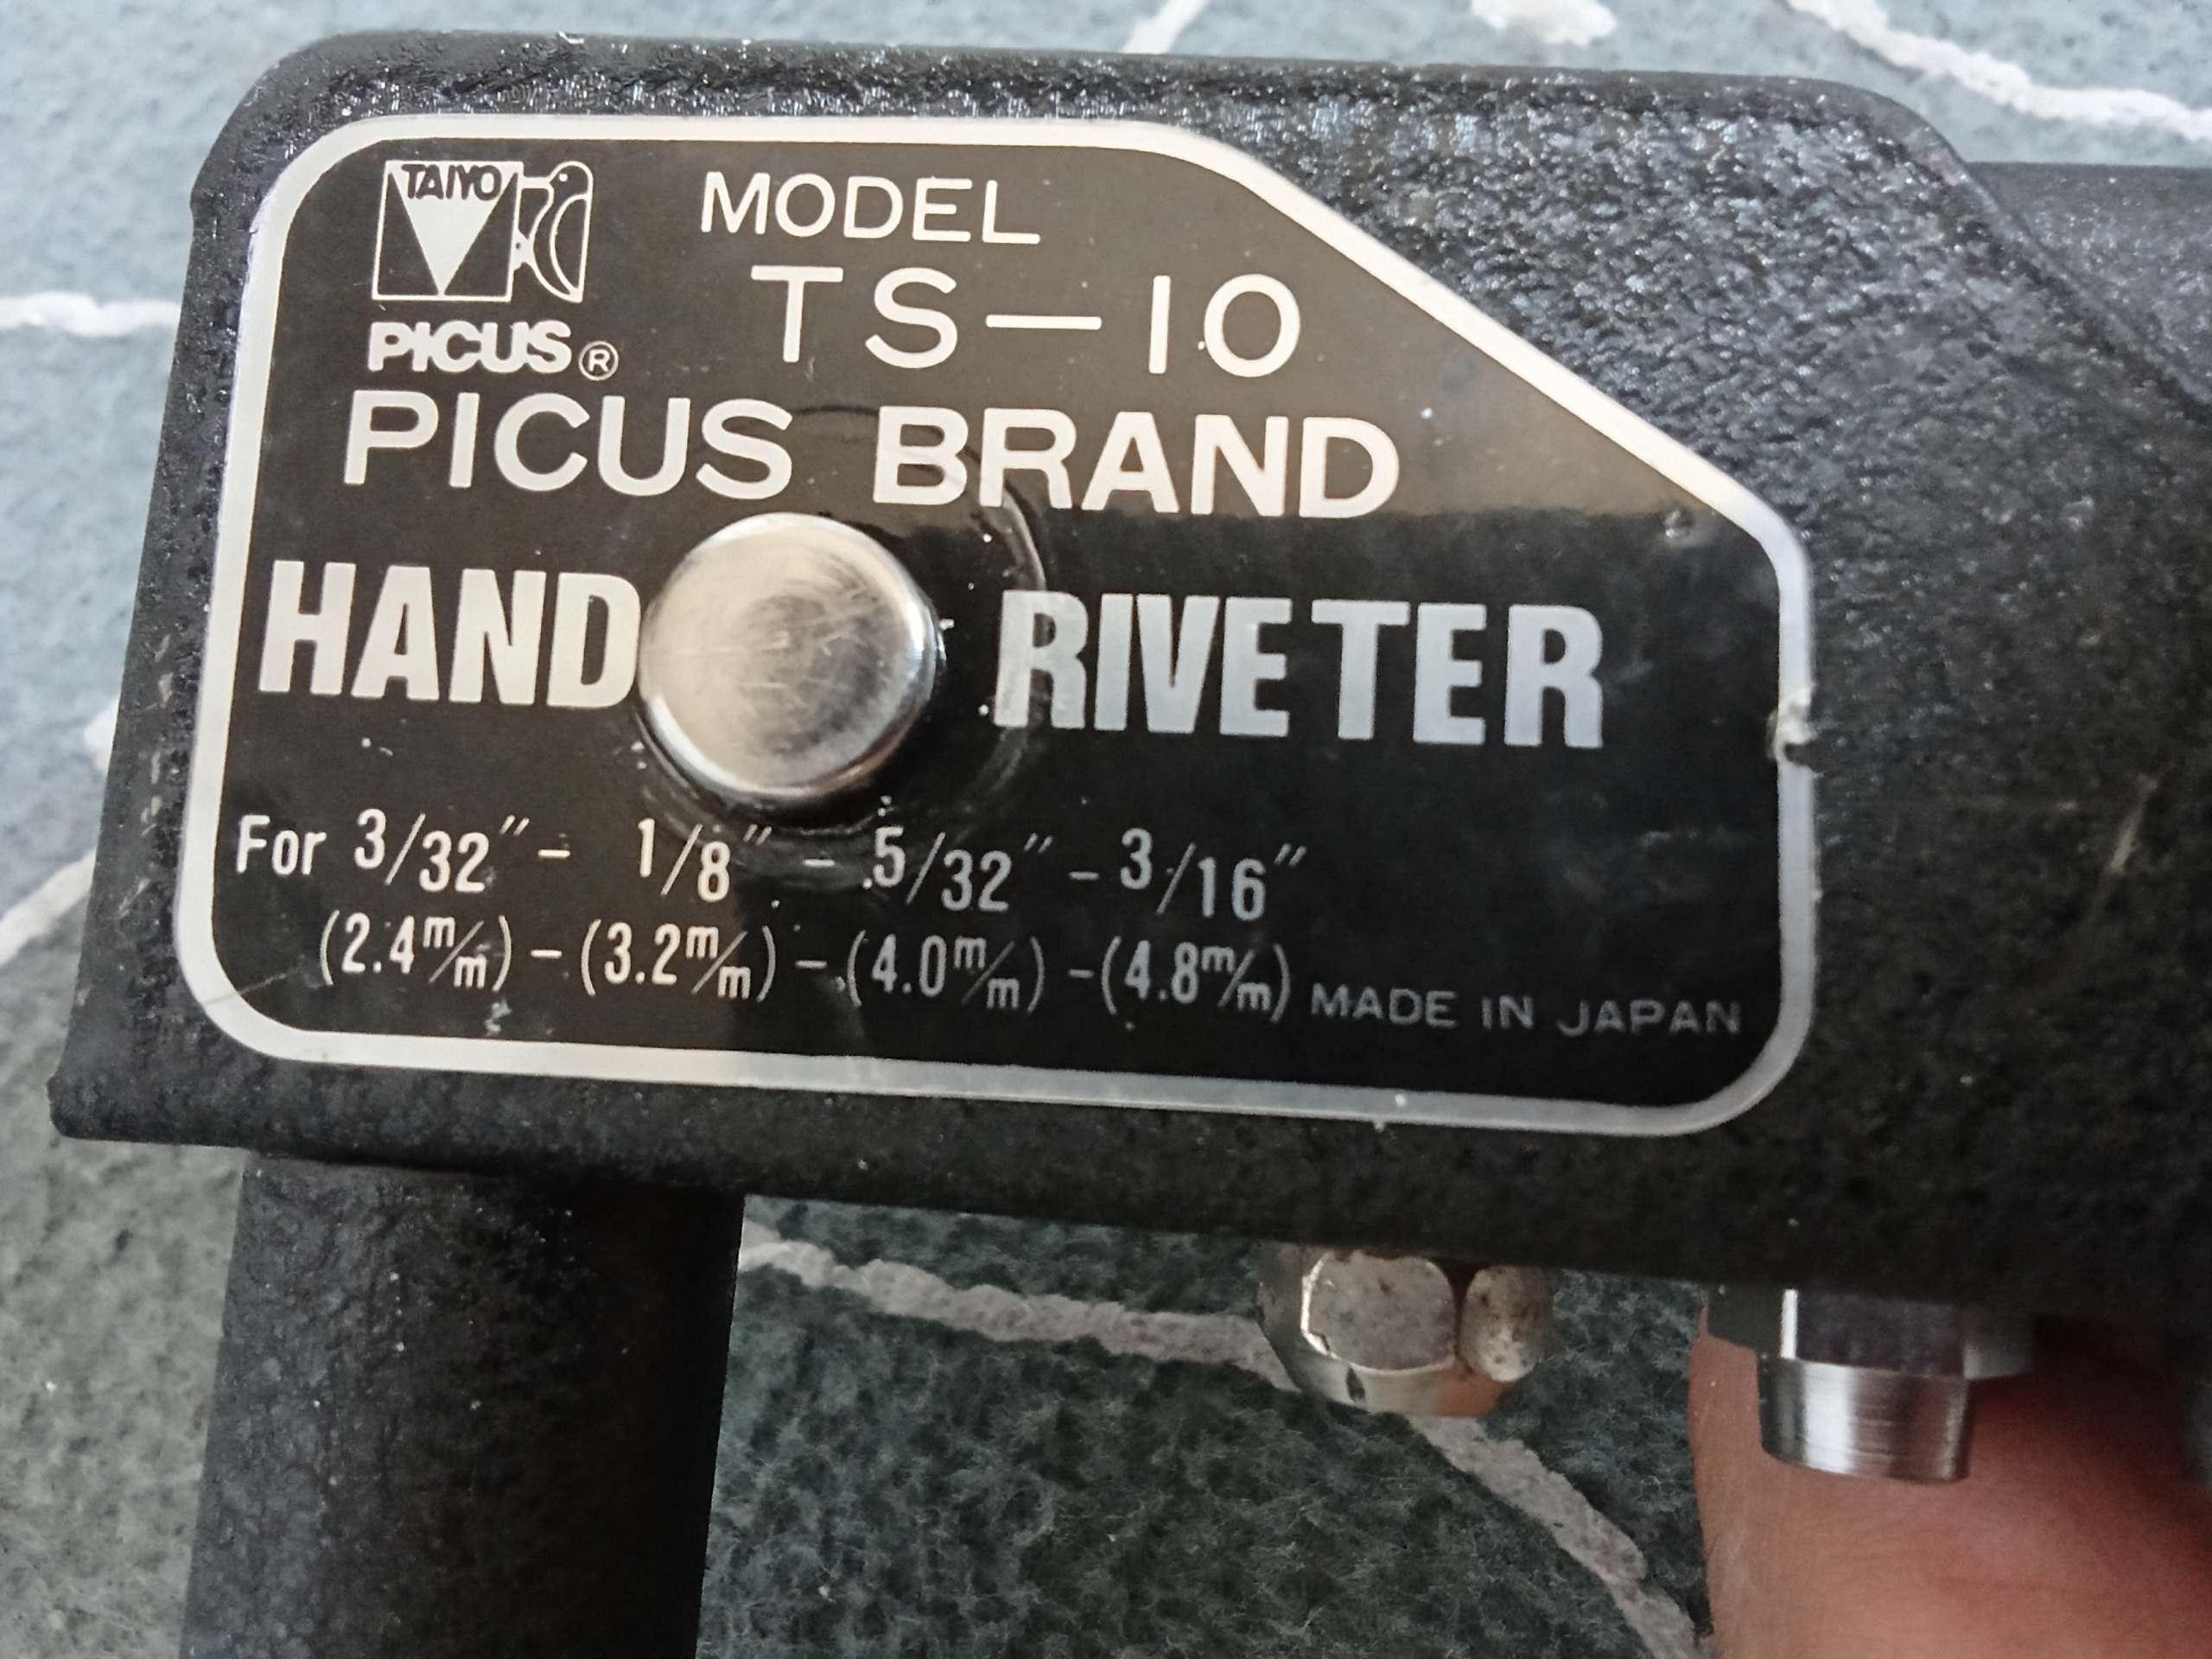 TAIYO
PICUS®
MODEL
TS-10
PICUS BRAND
HAND RIVETER
For 3/32" - 1/8" - 5/32" - 3/16"
(2.4m/m) - (3.2m/m) - (4.0m/m) - (4.8m/m) MADE IN JAPAN